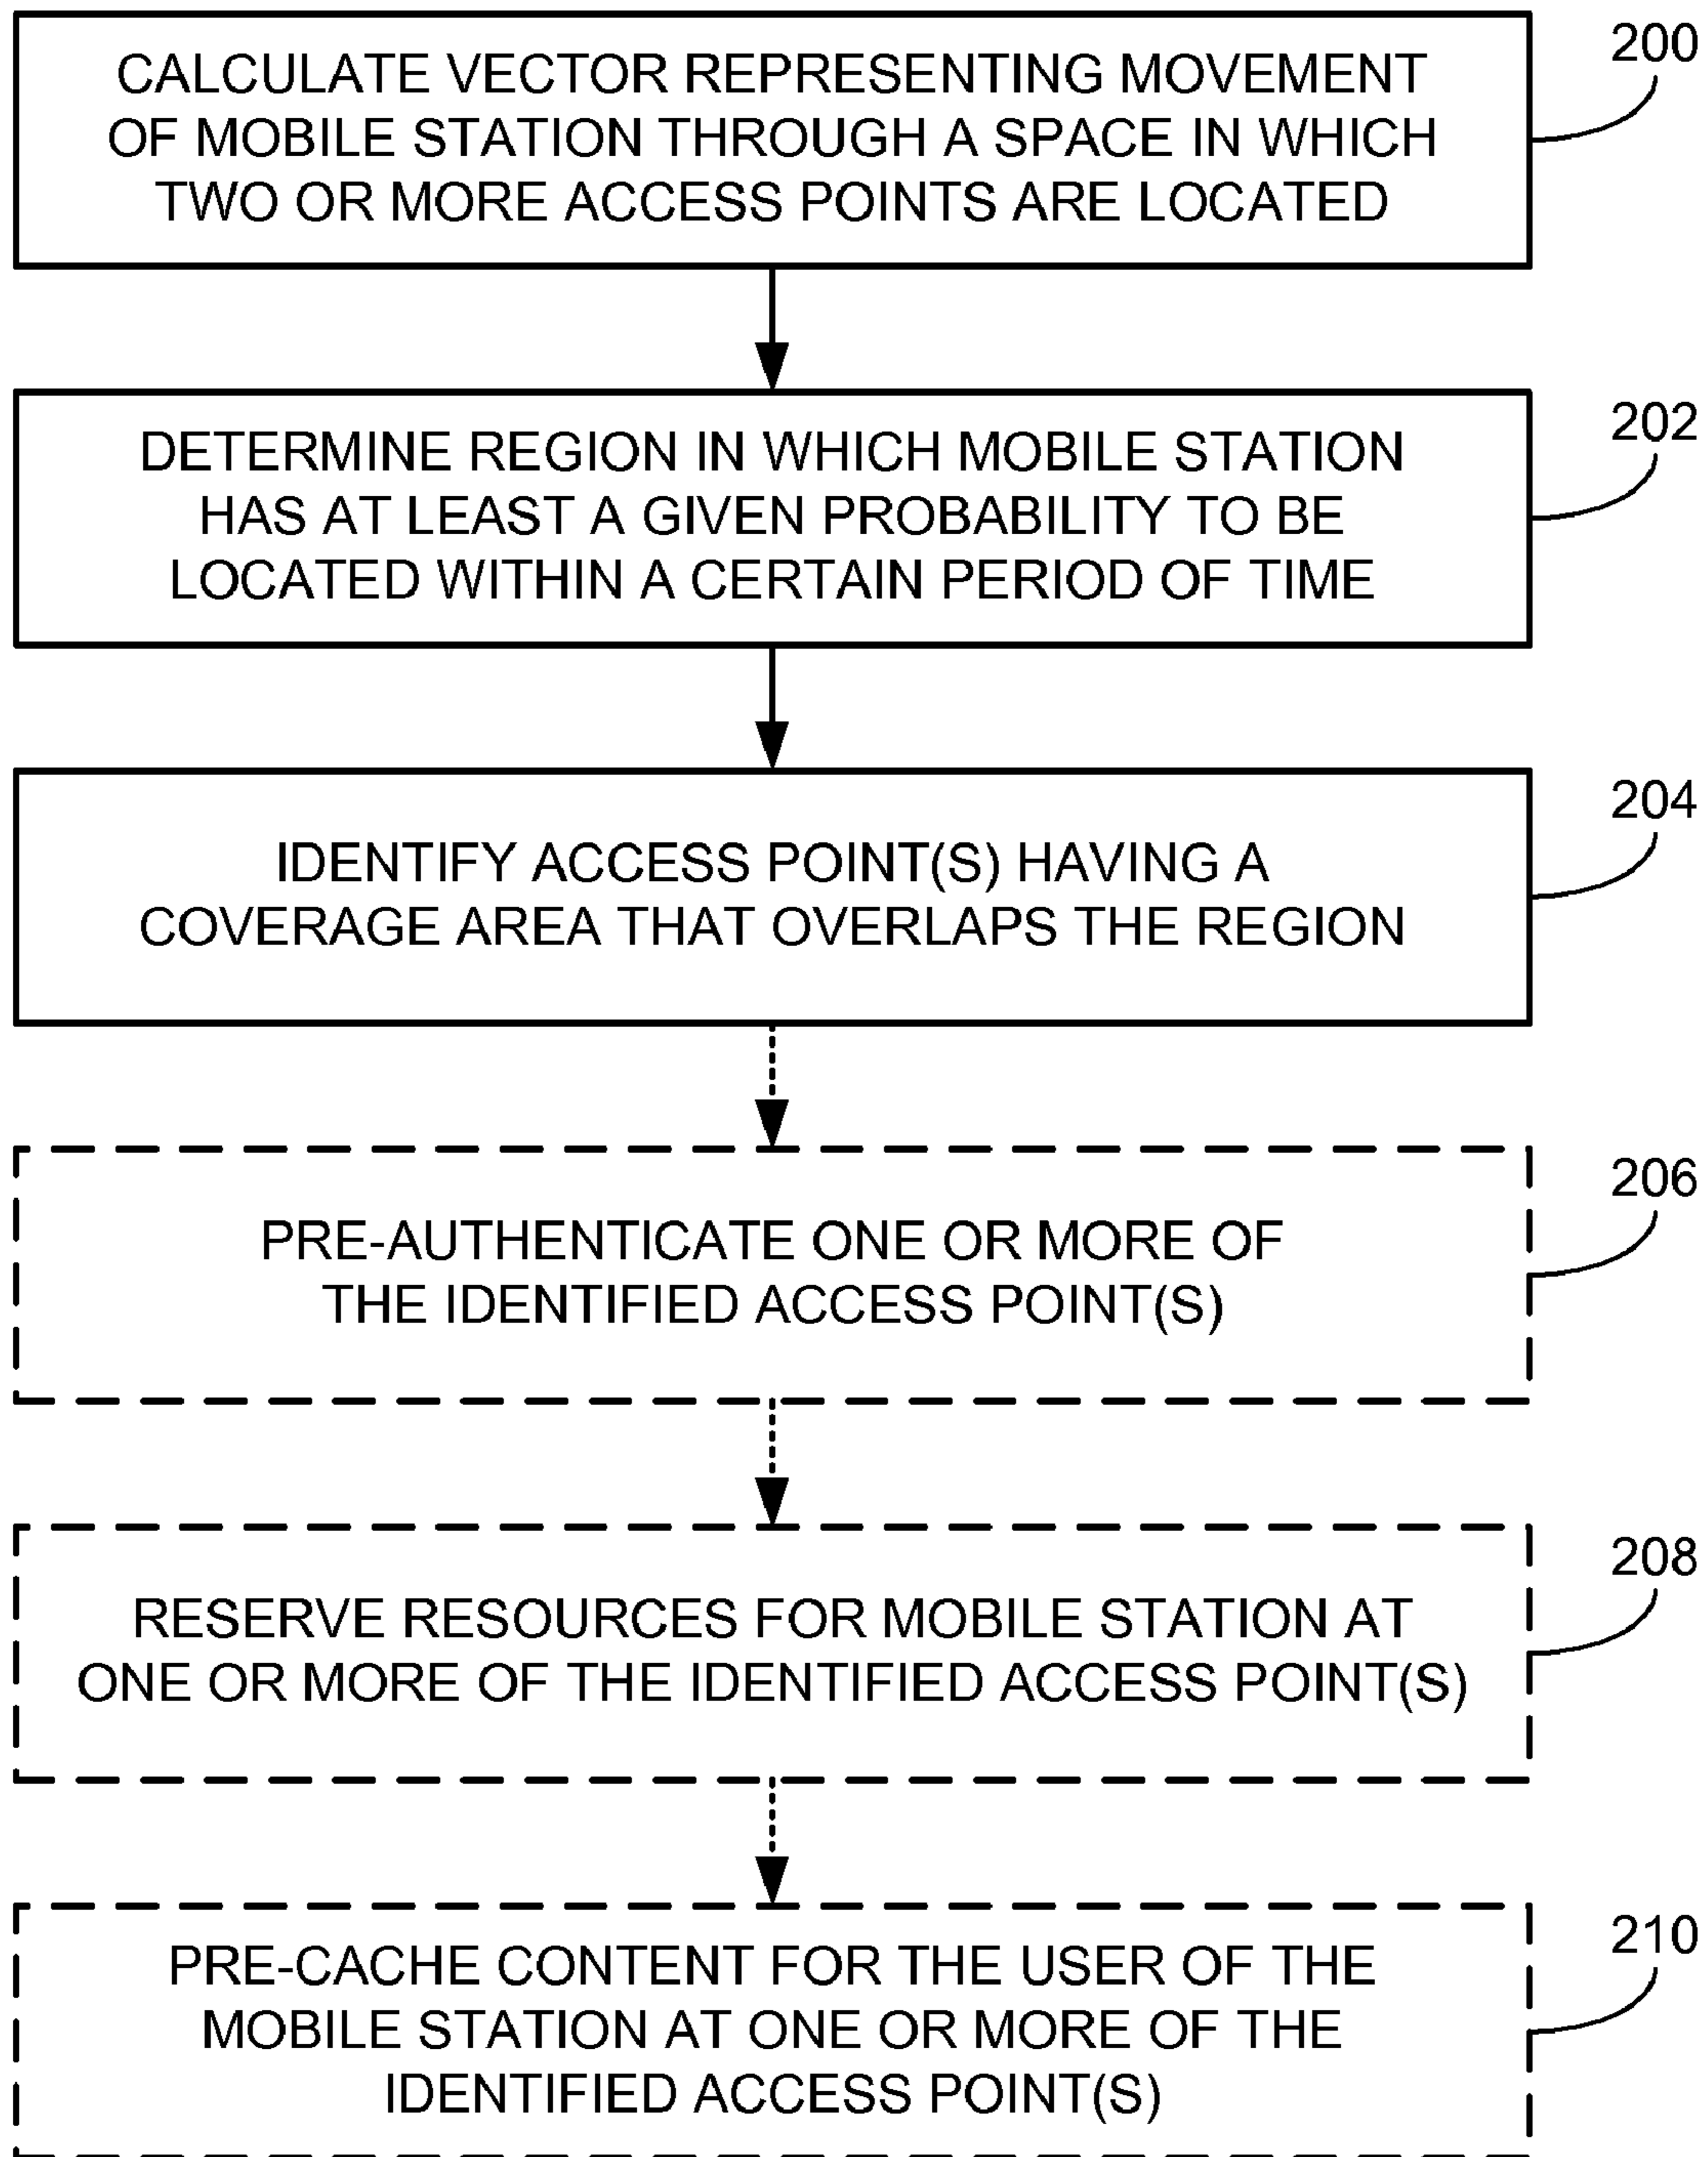 200
CALCULATE VECTOR REPRESENTING MOVEMENT
OF MOBILE STATION THROUGH A SPACE IN WHICH
TWO OR MORE ACCESS POINTS ARE LOCATED
202
DETERMINE REGION IN WHICH MOBILE STATION
HAS AT LEAST A GIVEN PROBABILITY TO BE
LOCATED WITHIN A CERTAIN PERIOD OF TIME
204
IDENTIFY ACCESS POINT(S) HAVING A
COVERAGE AREA THAT OVERLAPS THE REGION
206
PRE-AUTHENTICATE ONE OR MORE OF
THE IDENTIFIED ACCESS POINT(S)
208
RESERVE RESOURCES FOR MOBILE STATION AT
ONE OR MORE OF THE IDENTIFIED ACCESS POINT(S)
210
PRE-CACHE CONTENT FOR THE USER OF THE
MOBILE STATION AT ONE OR MORE OF THE
IDENTIFIED ACCESS POINT(S)